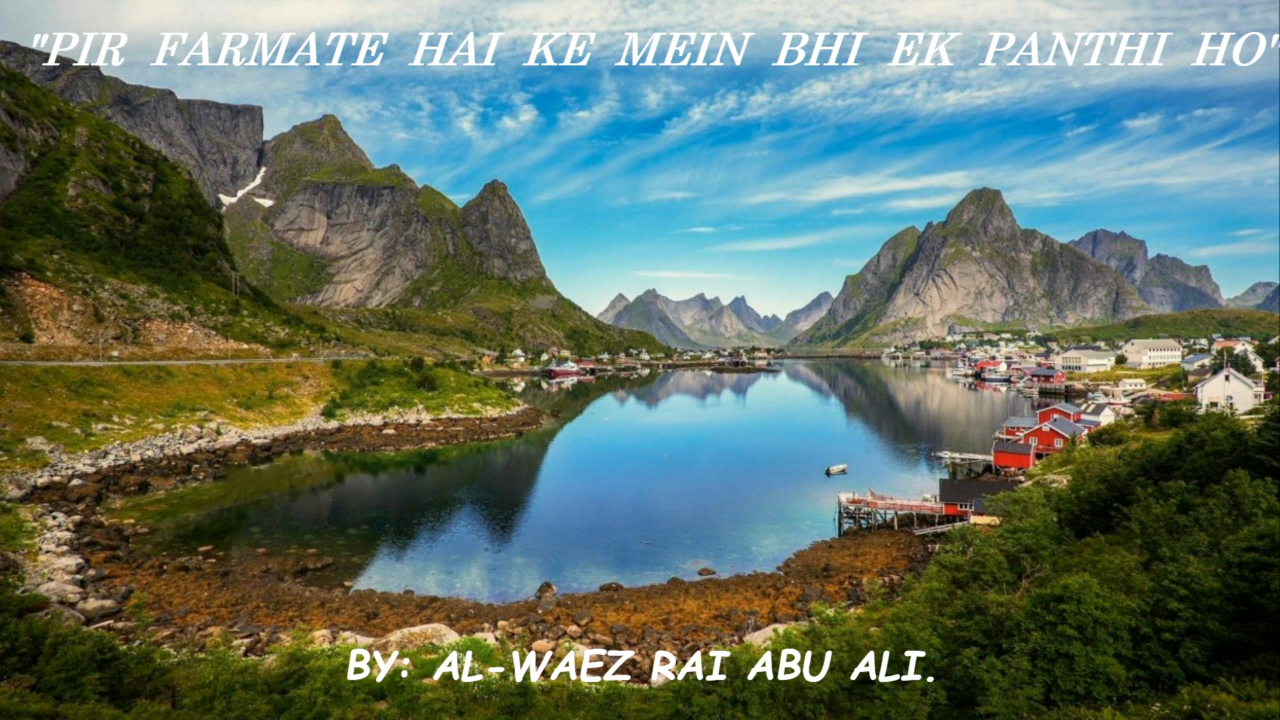 "PIR FARMATE HAI KE MEIN BHI EK PANTHI HO"
BY: AL-WAEZ RAI ABU ALI.